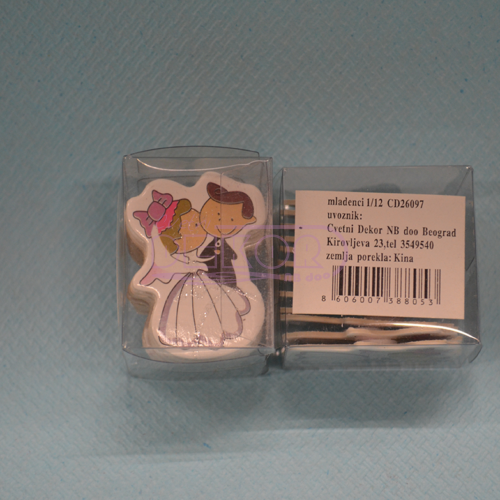 mladenci 1/12 CD26097
uvoznik:
Cvetni Dekor NB doo Beograd
Kirovljeva 23,tel 3549540
zemlja porekla: Kina
8 606007 388053